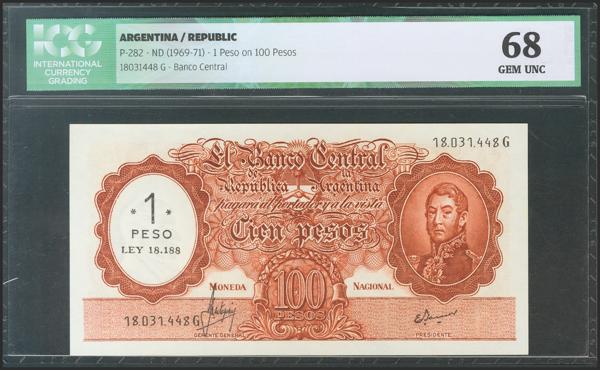 ICG
INTERNATIONAL
CURRENCY
GRADING
ARGENTINA / REPUBLIC
P-282 - ND (1969-71) - 1 Peso on 100 Pesos
18031448 G - Banco Central
68
GEM UNC
18.031.448 G
El Banco Central
de la
República Argentina
pagará al portador y a la vista
Cien pesos
* 1 *
PESO
LEY 18.188
MONEDA NACIONAL
100
PESOS
18.031.448 G
GERENTE GENERAL
PRESIDENTE